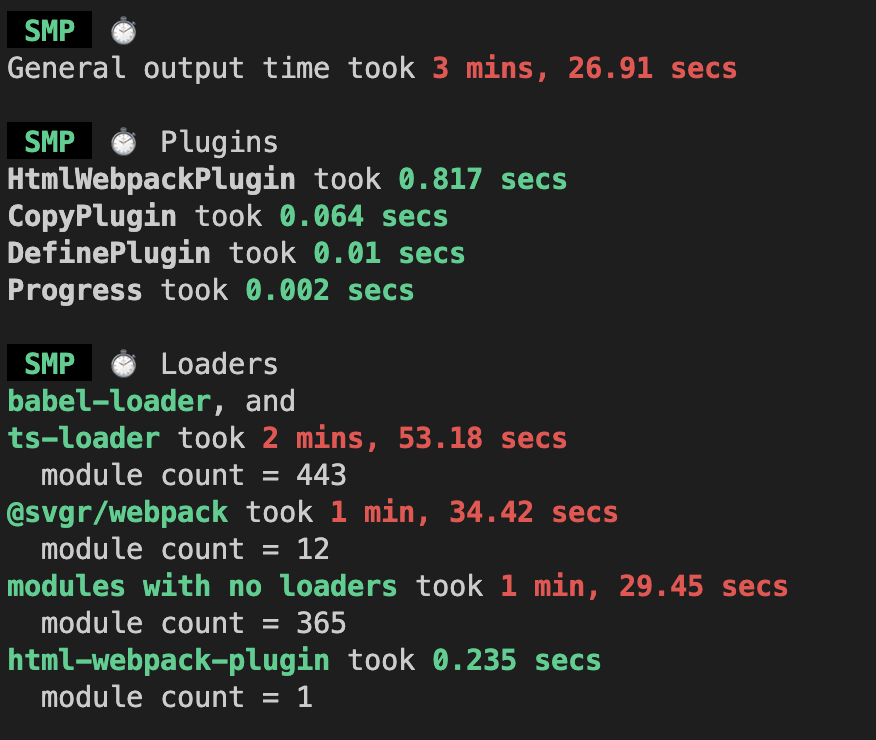 SMP ⏱
General output time took 3 mins, 26.91 secs
SMP ⏱ Plugins
HtmlWebpackPlugin took 0.817 secs
CopyPlugin took 0.064 secs
DefinePlugin took 0.01 secs
Progress took 0.002 secs
SMP ⏱ Loaders
babel-loader, and
ts-loader took 2 mins, 53.18 secs
module count = 443
@svgr/webpack took 1 min, 34.42 secs
module count = 12
modules with no loaders took 1 min, 29.45 secs
module count = 365
html-webpack-plugin took 0.235 secs
module count = 1